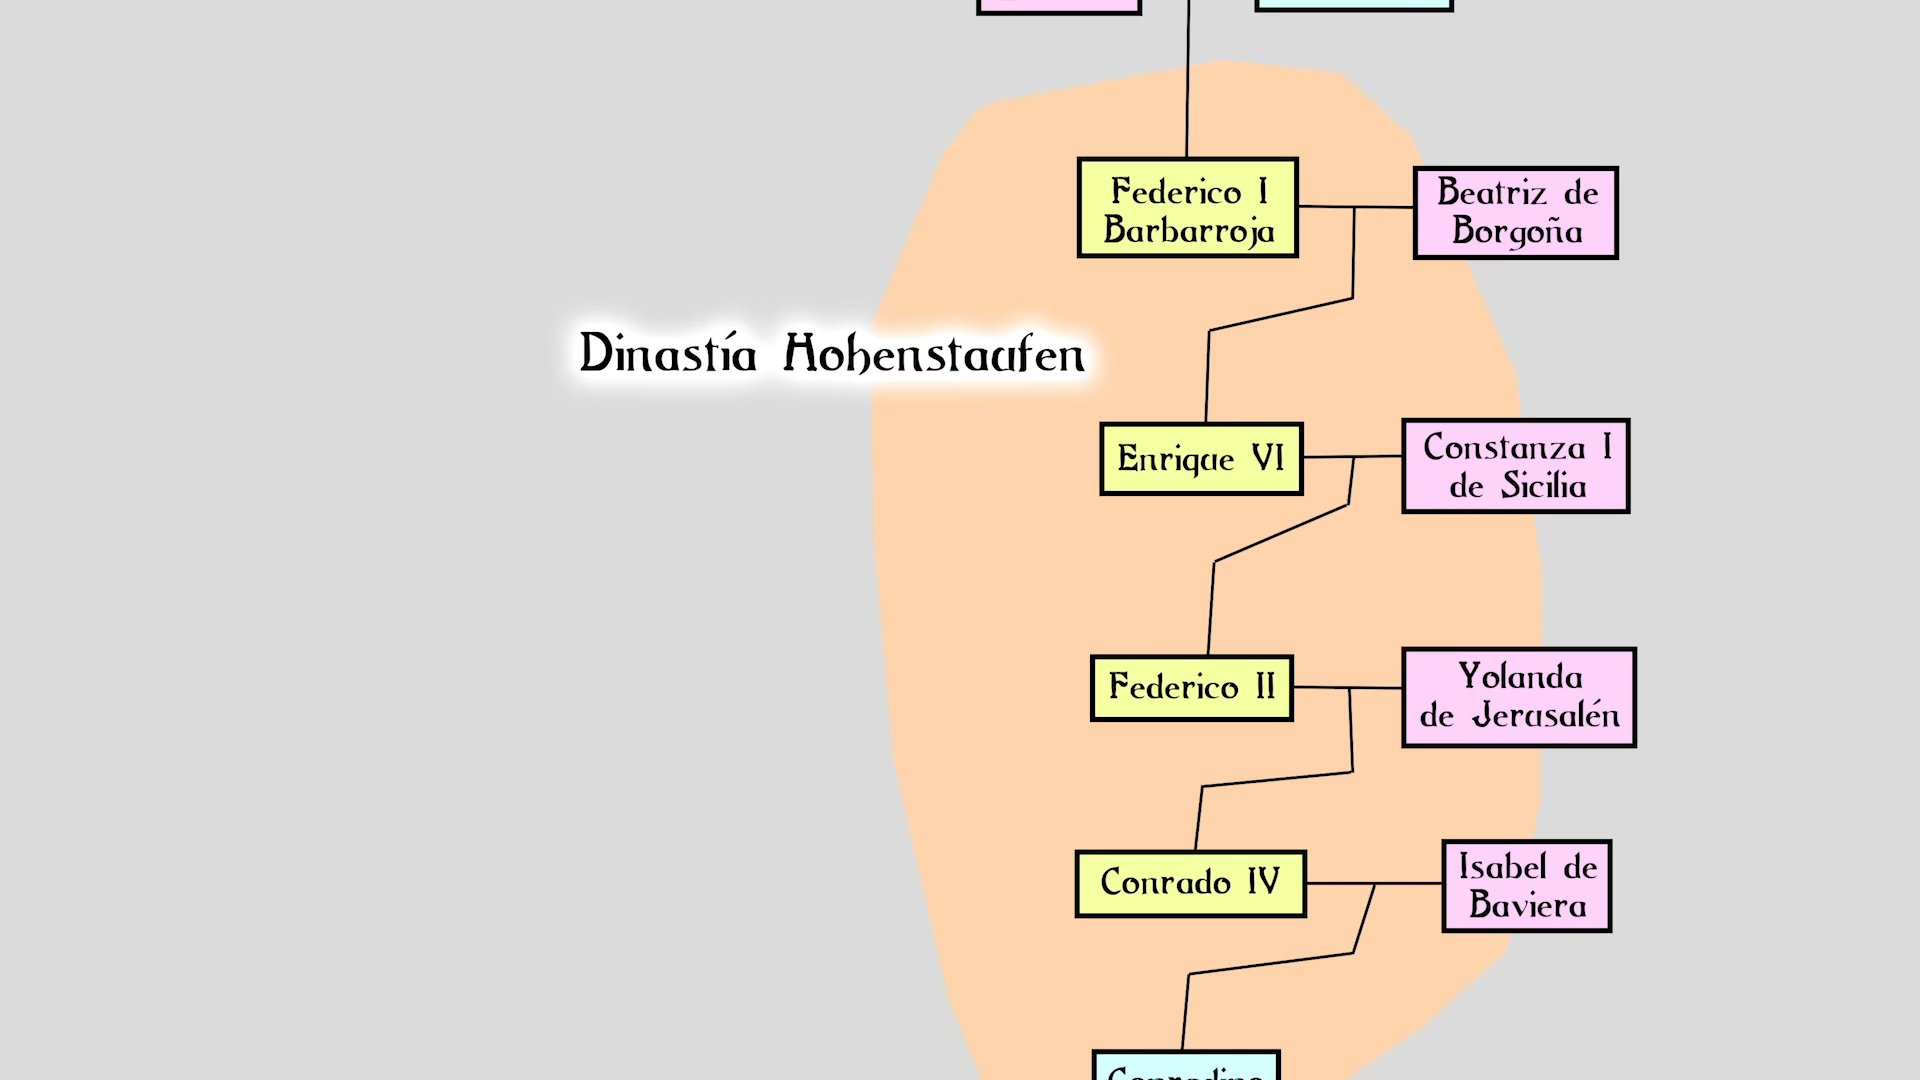 Federico I
Barbarroja
Beatriz de
Borgoña
Dinastía Hohenstaufen
Enrique VI
Constanza I
de Sicilia
Federico II
Yolanda
de Jerusalén
Conrado IV
Isabel de
Baviera
Conradino